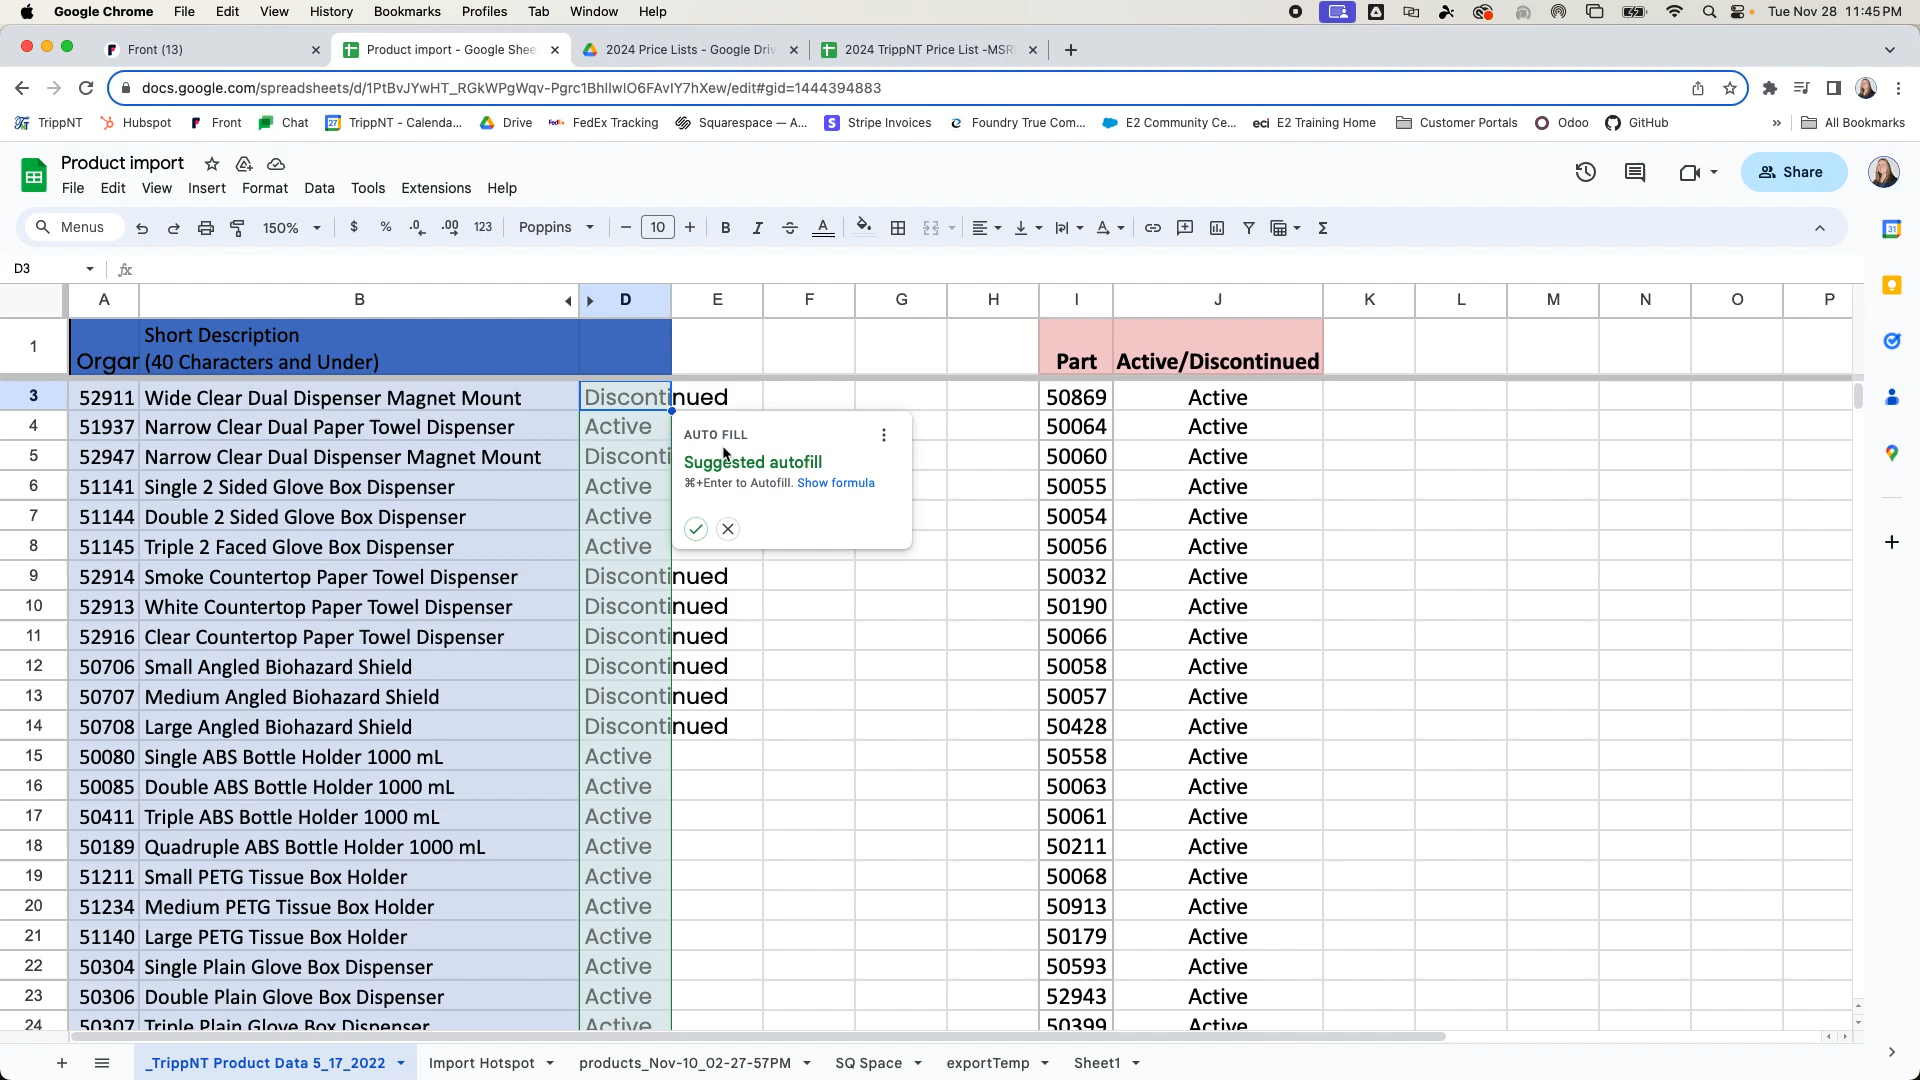 Google Chrome File Edit View History Bookmarks Profiles Tab Window Help Tue Nov 28 11:45 PM
Front (13) Product import - Google Shee 2024 Price Lists - Google Driv 2024 TrippNT Price List -MSR
docs.google.com/spreadsheets/d/1PtBvJYwHT_RGkWPgWqv-Pgrc1BhllwlO6FAvlY7hXew/edit#gid=1444394883
TrippNT Hubspot Front Chat TrippNT - Calenda... Drive FedEx Tracking Squarespace — A... Stripe Invoices Foundry True Com... E2 Community Ce... eci E2 Training Home Customer Portals Odoo GitHub » All Bookmarks
Product import
File Edit View Insert Format Data Tools Extensions Help
Share
Menus 150% $ % .0 .00 123 Poppins 10 B I A Σ
D3 fx
A B D E F G H I J K L M N O P
1 Orgar Short Description
(40 Characters and Under) Part Active/Discontinued
3 52911 Wide Clear Dual Dispenser Magnet Mount Discontinued 50869 Active
4 51937 Narrow Clear Dual Paper Towel Dispenser Active 50064 Active
5 52947 Narrow Clear Dual Dispenser Magnet Mount Disconti 50060 Active
6 51141 Single 2 Sided Glove Box Dispenser Active 50055 Active
7 51144 Double 2 Sided Glove Box Dispenser Active 50054 Active
8 51145 Triple 2 Faced Glove Box Dispenser Active 50056 Active
AUTO FILL
Suggested autofill
⌘+Enter to Autofill. Show formula
9 52914 Smoke Countertop Paper Towel Dispenser Discontinued 50032 Active
10 52913 White Countertop Paper Towel Dispenser Discontinued 50190 Active
11 52916 Clear Countertop Paper Towel Dispenser Discontinued 50066 Active
12 50706 Small Angled Biohazard Shield Discontinued 50058 Active
13 50707 Medium Angled Biohazard Shield Discontinued 50057 Active
14 50708 Large Angled Biohazard Shield Discontinued 50428 Active
15 50080 Single ABS Bottle Holder 1000 mL Active 50558 Active
16 50085 Double ABS Bottle Holder 1000 mL Active 50063 Active
17 50411 Triple ABS Bottle Holder 1000 mL Active 50061 Active
18 50189 Quadruple ABS Bottle Holder 1000 mL Active 50211 Active
19 51211 Small PETG Tissue Box Holder Active 50068 Active
20 51234 Medium PETG Tissue Box Holder Active 50913 Active
21 51140 Large PETG Tissue Box Holder Active 50179 Active
22 50304 Single Plain Glove Box Dispenser Active 50593 Active
23 50306 Double Plain Glove Box Dispenser Active 52943 Active
24 50307 Triple Plain Glove Box Dispenser Active 50399 Active
_TrippNT Product Data 5_17_2022 Import Hotspot products_Nov-10_02-27-57PM SQ Space exportTemp Sheet1